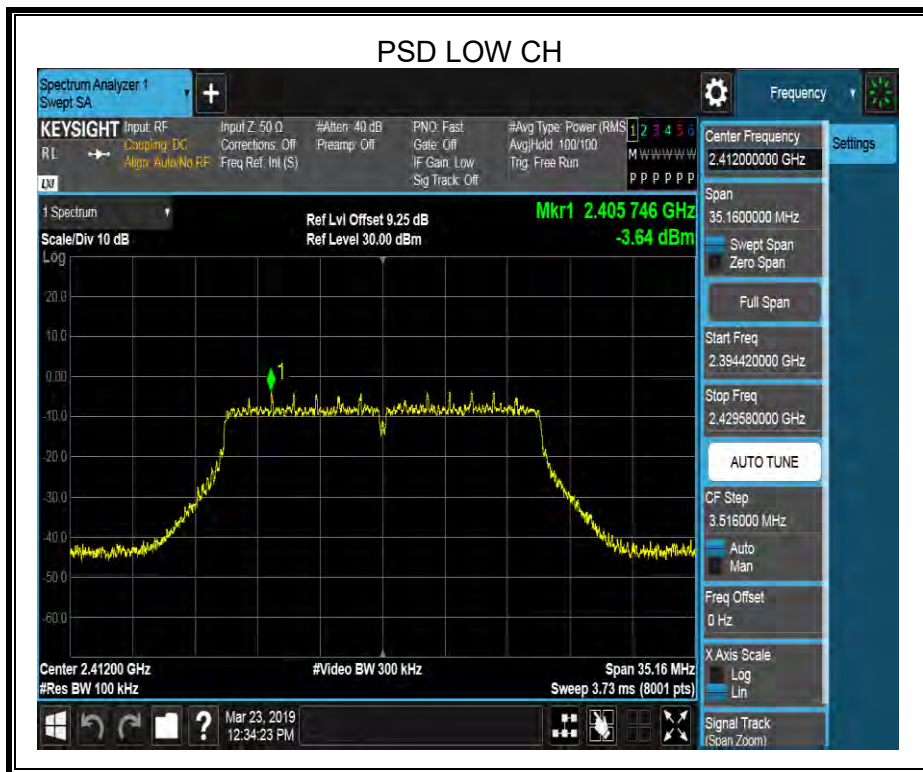 PSD LOW CH
Spectrum Analyzer 1
Swept SA
Frequency
KEYSIGHT
RL
LXI
Input: RF
Coupling: DC
Align: Auto/No RF
Input Z: 50 Ω
Corrections: Off
Freq Ref: Int (S)
#Atten: 40 dB
Preamp: Off
PNO: Fast
Gate: Off
IF Gain: Low
Sig Track: Off
#Avg Type: Power (RMS
Avg|Hold: 100/100
Trig: Free Run
1 2 3 4 5 6
M W W W W W
P P P P P P
1 Spectrum
Scale/Div 10 dB
Ref Lvl Offset 9.25 dB
Ref Level 30.00 dBm
Mkr1 2.405 746 GHz
-3.64 dBm
Log
20.0
10.0
0.00
-10.0
-20.0
-30.0
-40.0
-50.0
-60.0
1
Center 2.41200 GHz
#Res BW 100 kHz
#Video BW 300 kHz
Span 35.16 MHz
Sweep 3.73 ms (8001 pts)
Center Frequency
2.412000000 GHz
Span
35.1600000 MHz
Swept Span
Zero Span
Full Span
Start Freq
2.394420000 GHz
Stop Freq
2.429580000 GHz
AUTO TUNE
CF Step
3.516000 MHz
Auto
Man
Freq Offset
0 Hz
X Axis Scale
Log
Lin
Signal Track
(Span Zoom)
Settings
?
Mar 23, 2019
12:34:23 PM